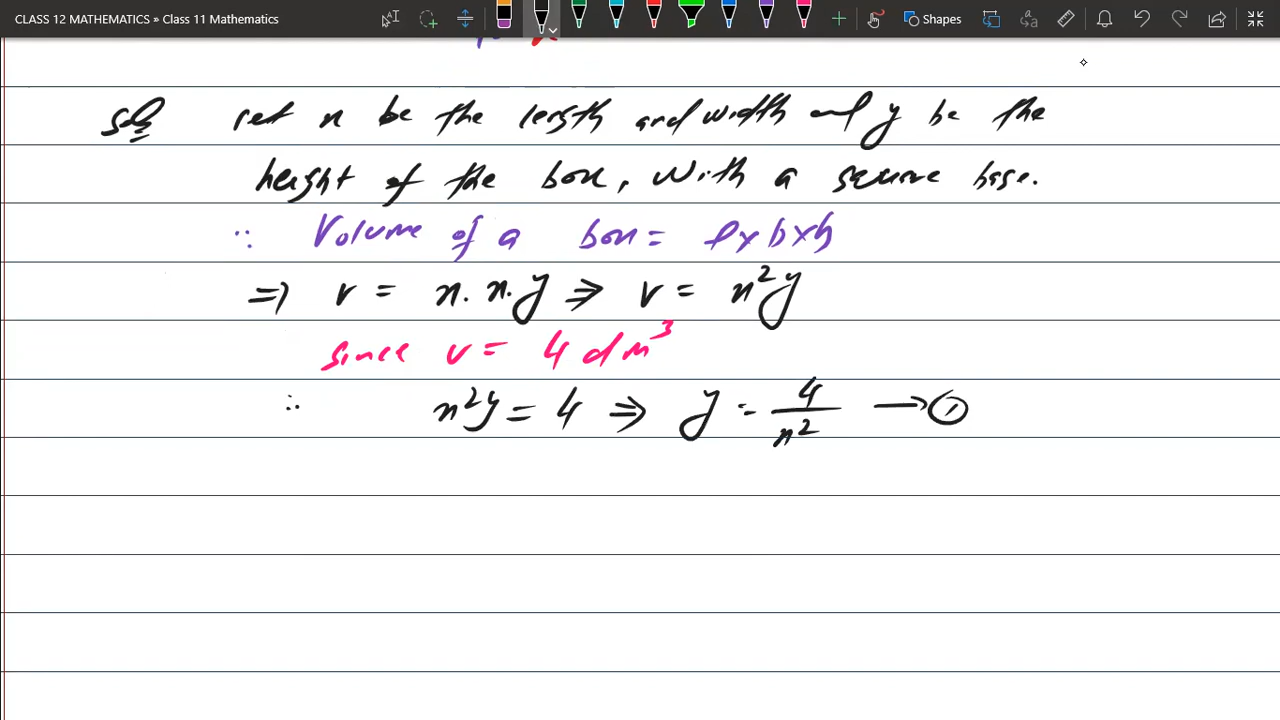 CLASS 12 MATHEMATICS » Class 11 Mathematics
Shapes
Sol: Let x be the length and width and y be the
height of the box, with a square base.
∴ Volume of a box = l×b×h
⇒ v = x.x.y ⇒ v = x²y
since v = 4 dm³
∴ x²y = 4 ⇒ y = 4/x² → ①